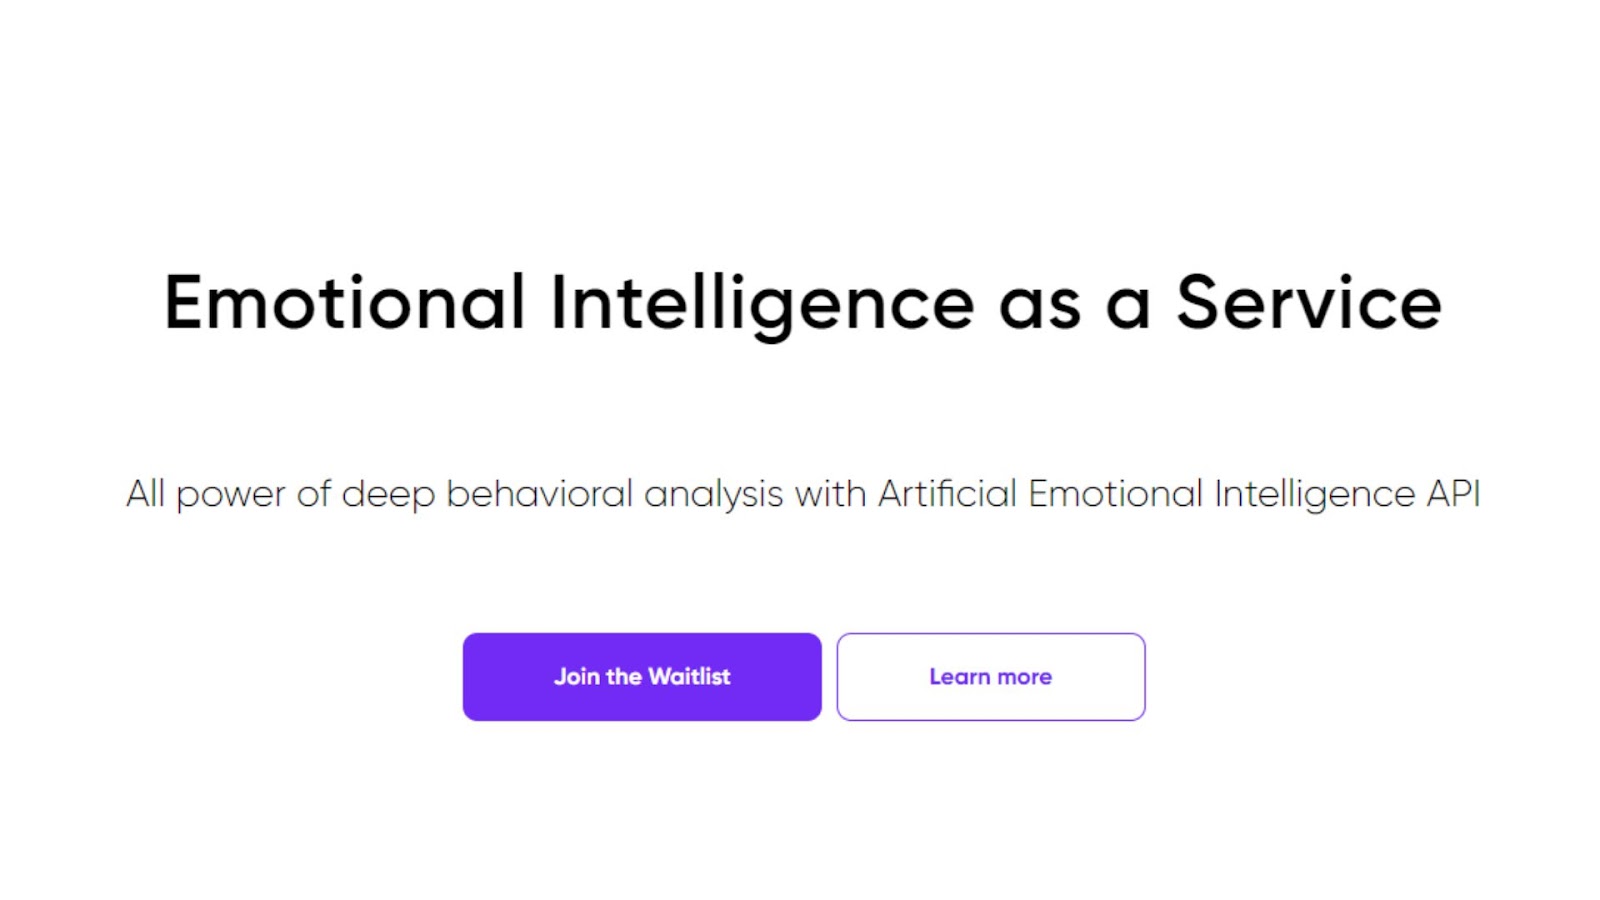 Emotional Intelligence as a Service
All power of deep behavioral analysis with Artificial Emotional Intelligence API
Join the Waitlist
Learn more